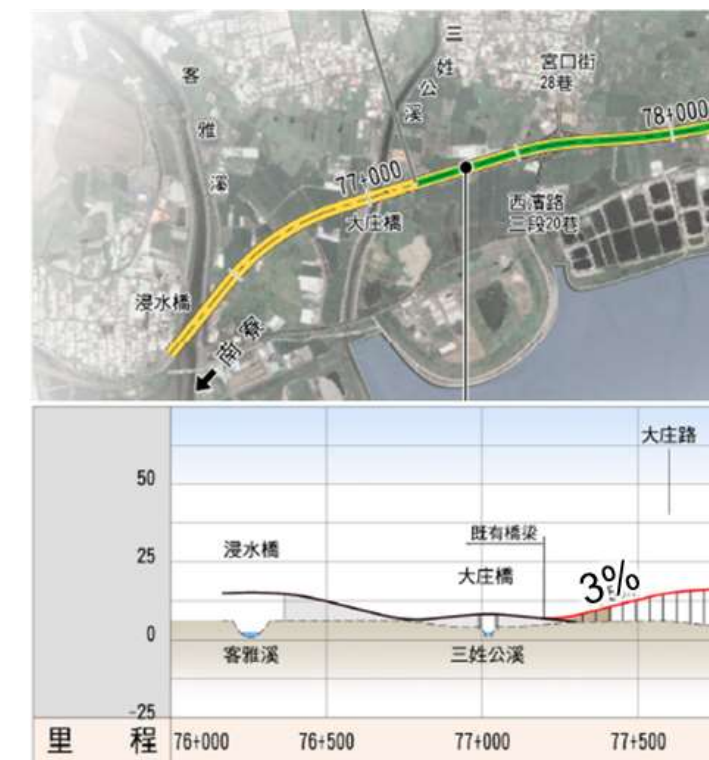 客
雅
溪
三
姓
公
溪
宮口街
28巷
78+000
77+000
大庄橋
西濱路
二段20巷
浸水橋
南寮
大庄路
50
既有橋梁
浸水橋
大庄橋
3%
25
0
客雅溪
三姓公溪
-25
里 程
76+000
76+500
77+000
77+500